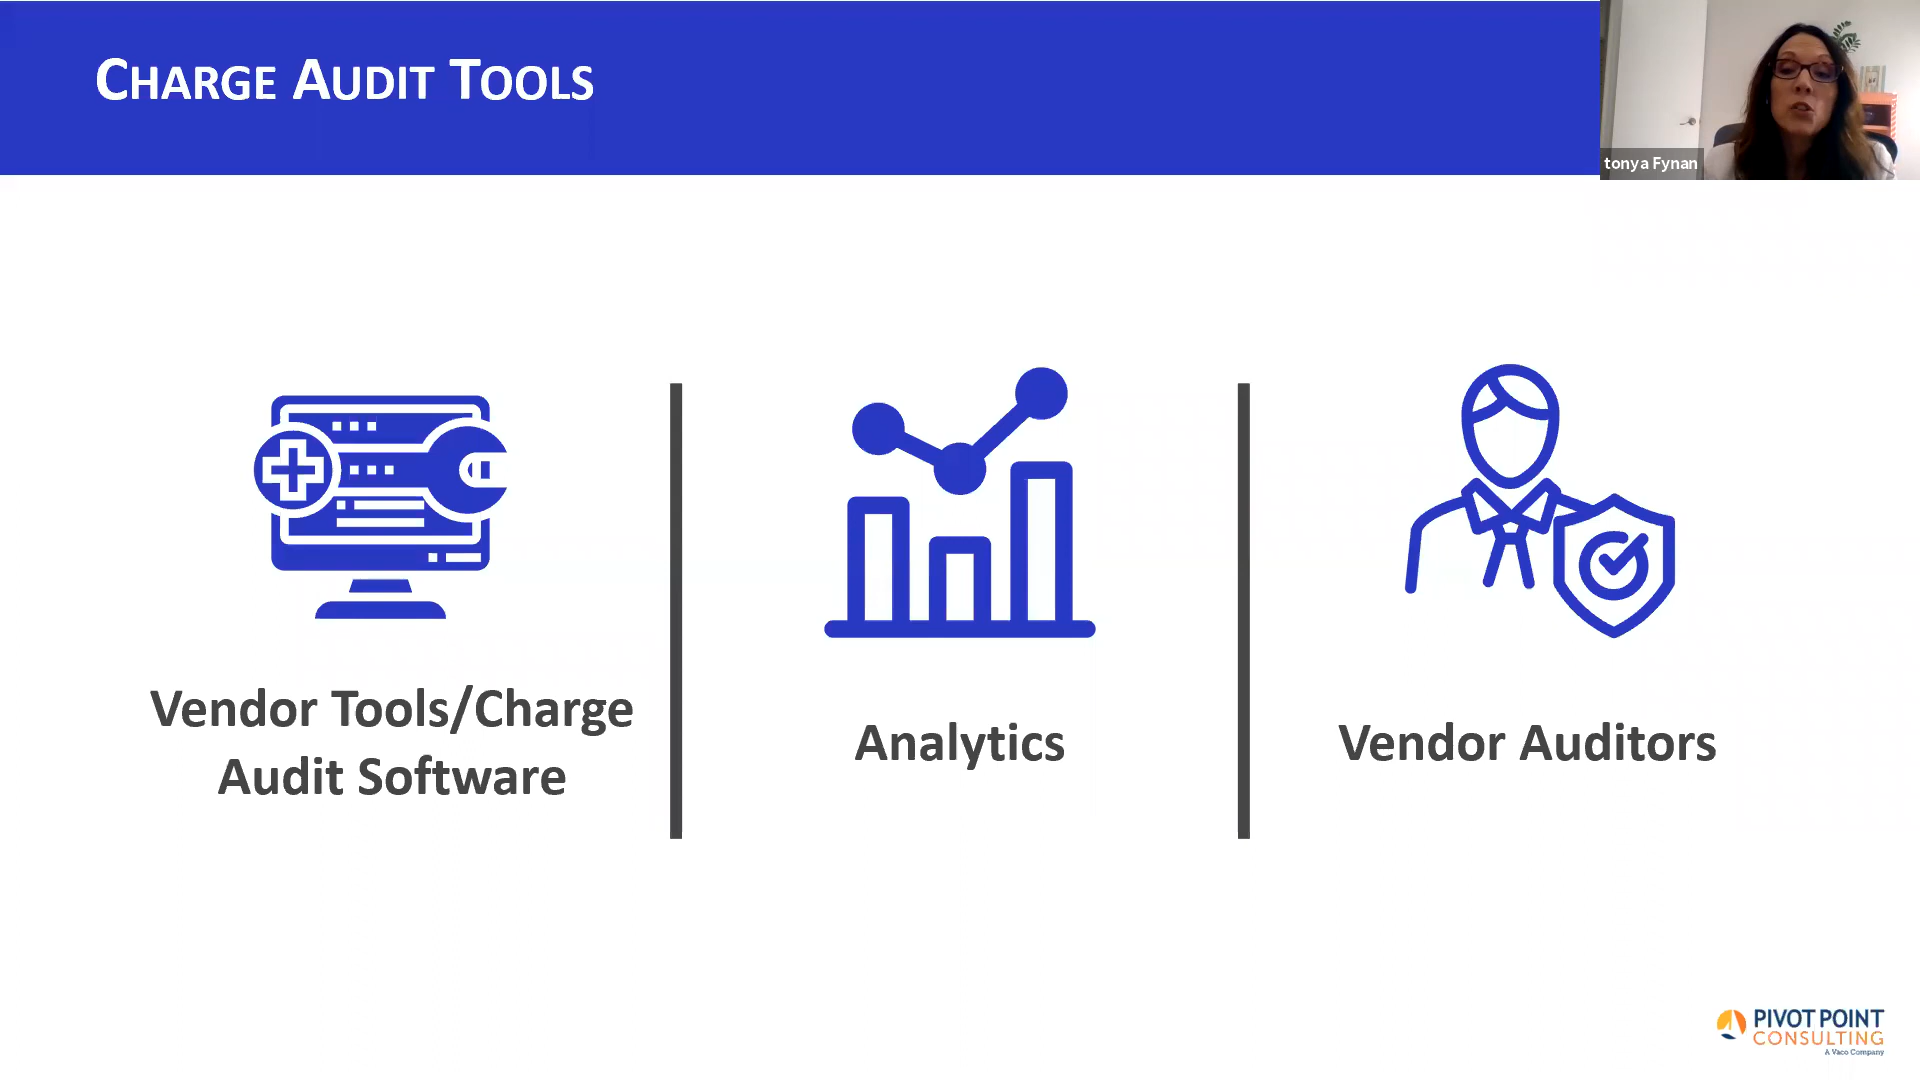 CHARGE AUDIT TOOLS
tonya Fynan
Vendor Tools/Charge
Audit Software
Analytics
Vendor Auditors
PIVOT POINT
CONSULTING
A Vaco Company